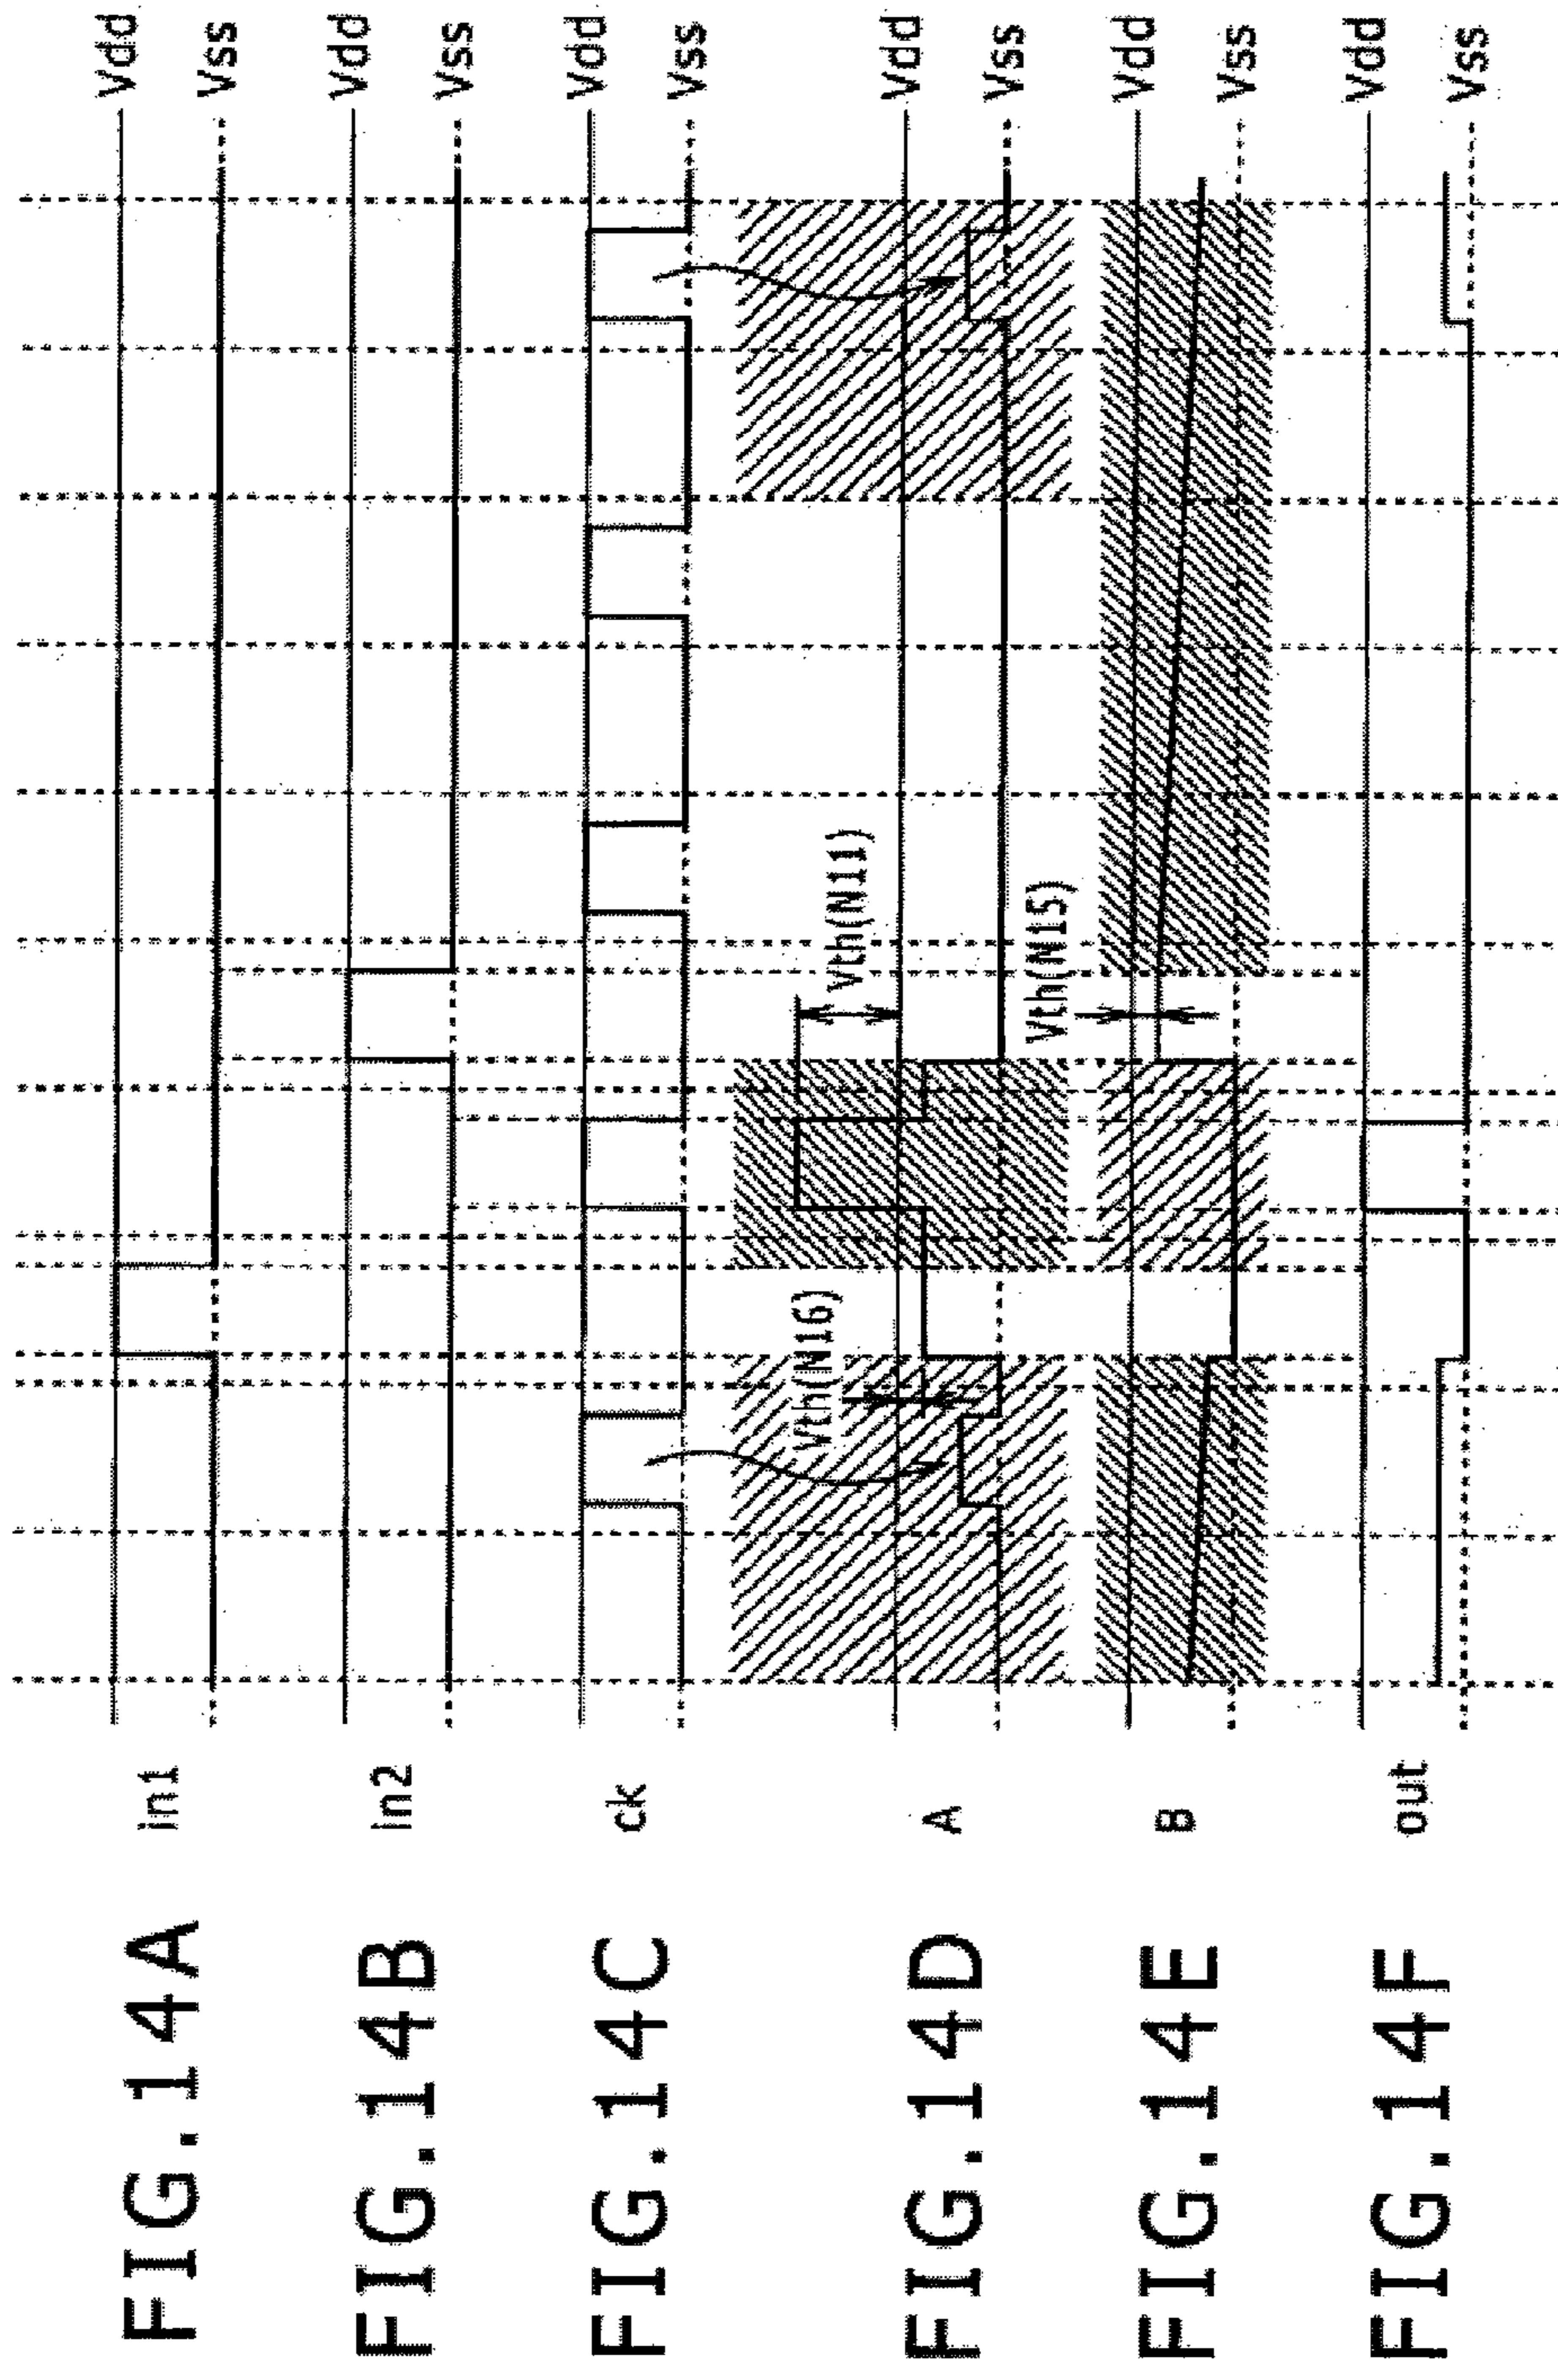 FIG.14A in1 Vdd
Vss
FIG.14B in2 Vdd
Vss
FIG.14C ck Vdd
Vss
Vth(N16) Vth(N11)
FIG.14D A Vdd
Vss
Vth(N15)
FIG.14E B Vdd
Vss
FIG.14F out Vdd
Vss